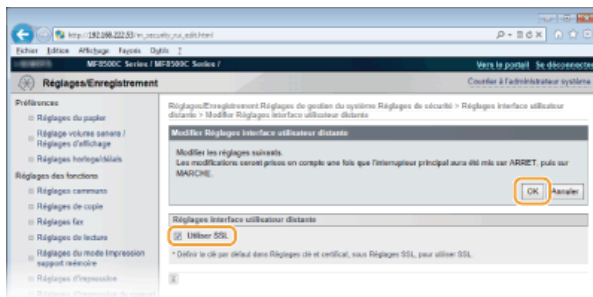 http://192.168.222.53/m_security_rui_edit.html
Fichier Edition Affichage Favoris Outils ?
MF8500C Series / MF8500C Series /
Vers le portail Se déconnecter
Réglages/Enregistrement
Courrier à l'administrateur système
Préférences
Réglages du papier
Réglage volume sonore /
Réglages d'affichage
Réglages horloge/délais
Réglages des fonctions
Réglages communs
Réglages de copie
Réglages fax
Réglages de lecture
Réglages du mode Impression
support mémoire
Réglages d'impression
Réglages/Enregistrement:Réglages de gestion du système:Réglages de sécurité > Réglages interface utilisateur
distante > Modifier Réglages interface utilisateur distante
Modifier Réglages interface utilisateur distante
Modifier les réglages suivants.
Les modifications seront prises en compte une fois que l'interrupteur principal aura été mis sur ARRET, puis sur
MARCHE.
OK Annuler
Réglages interface utilisateur distante
Utiliser SSL
* Définir la clé par défaut dans Réglages clé et certificat, sous Réglages SSL, pour utiliser SSL.